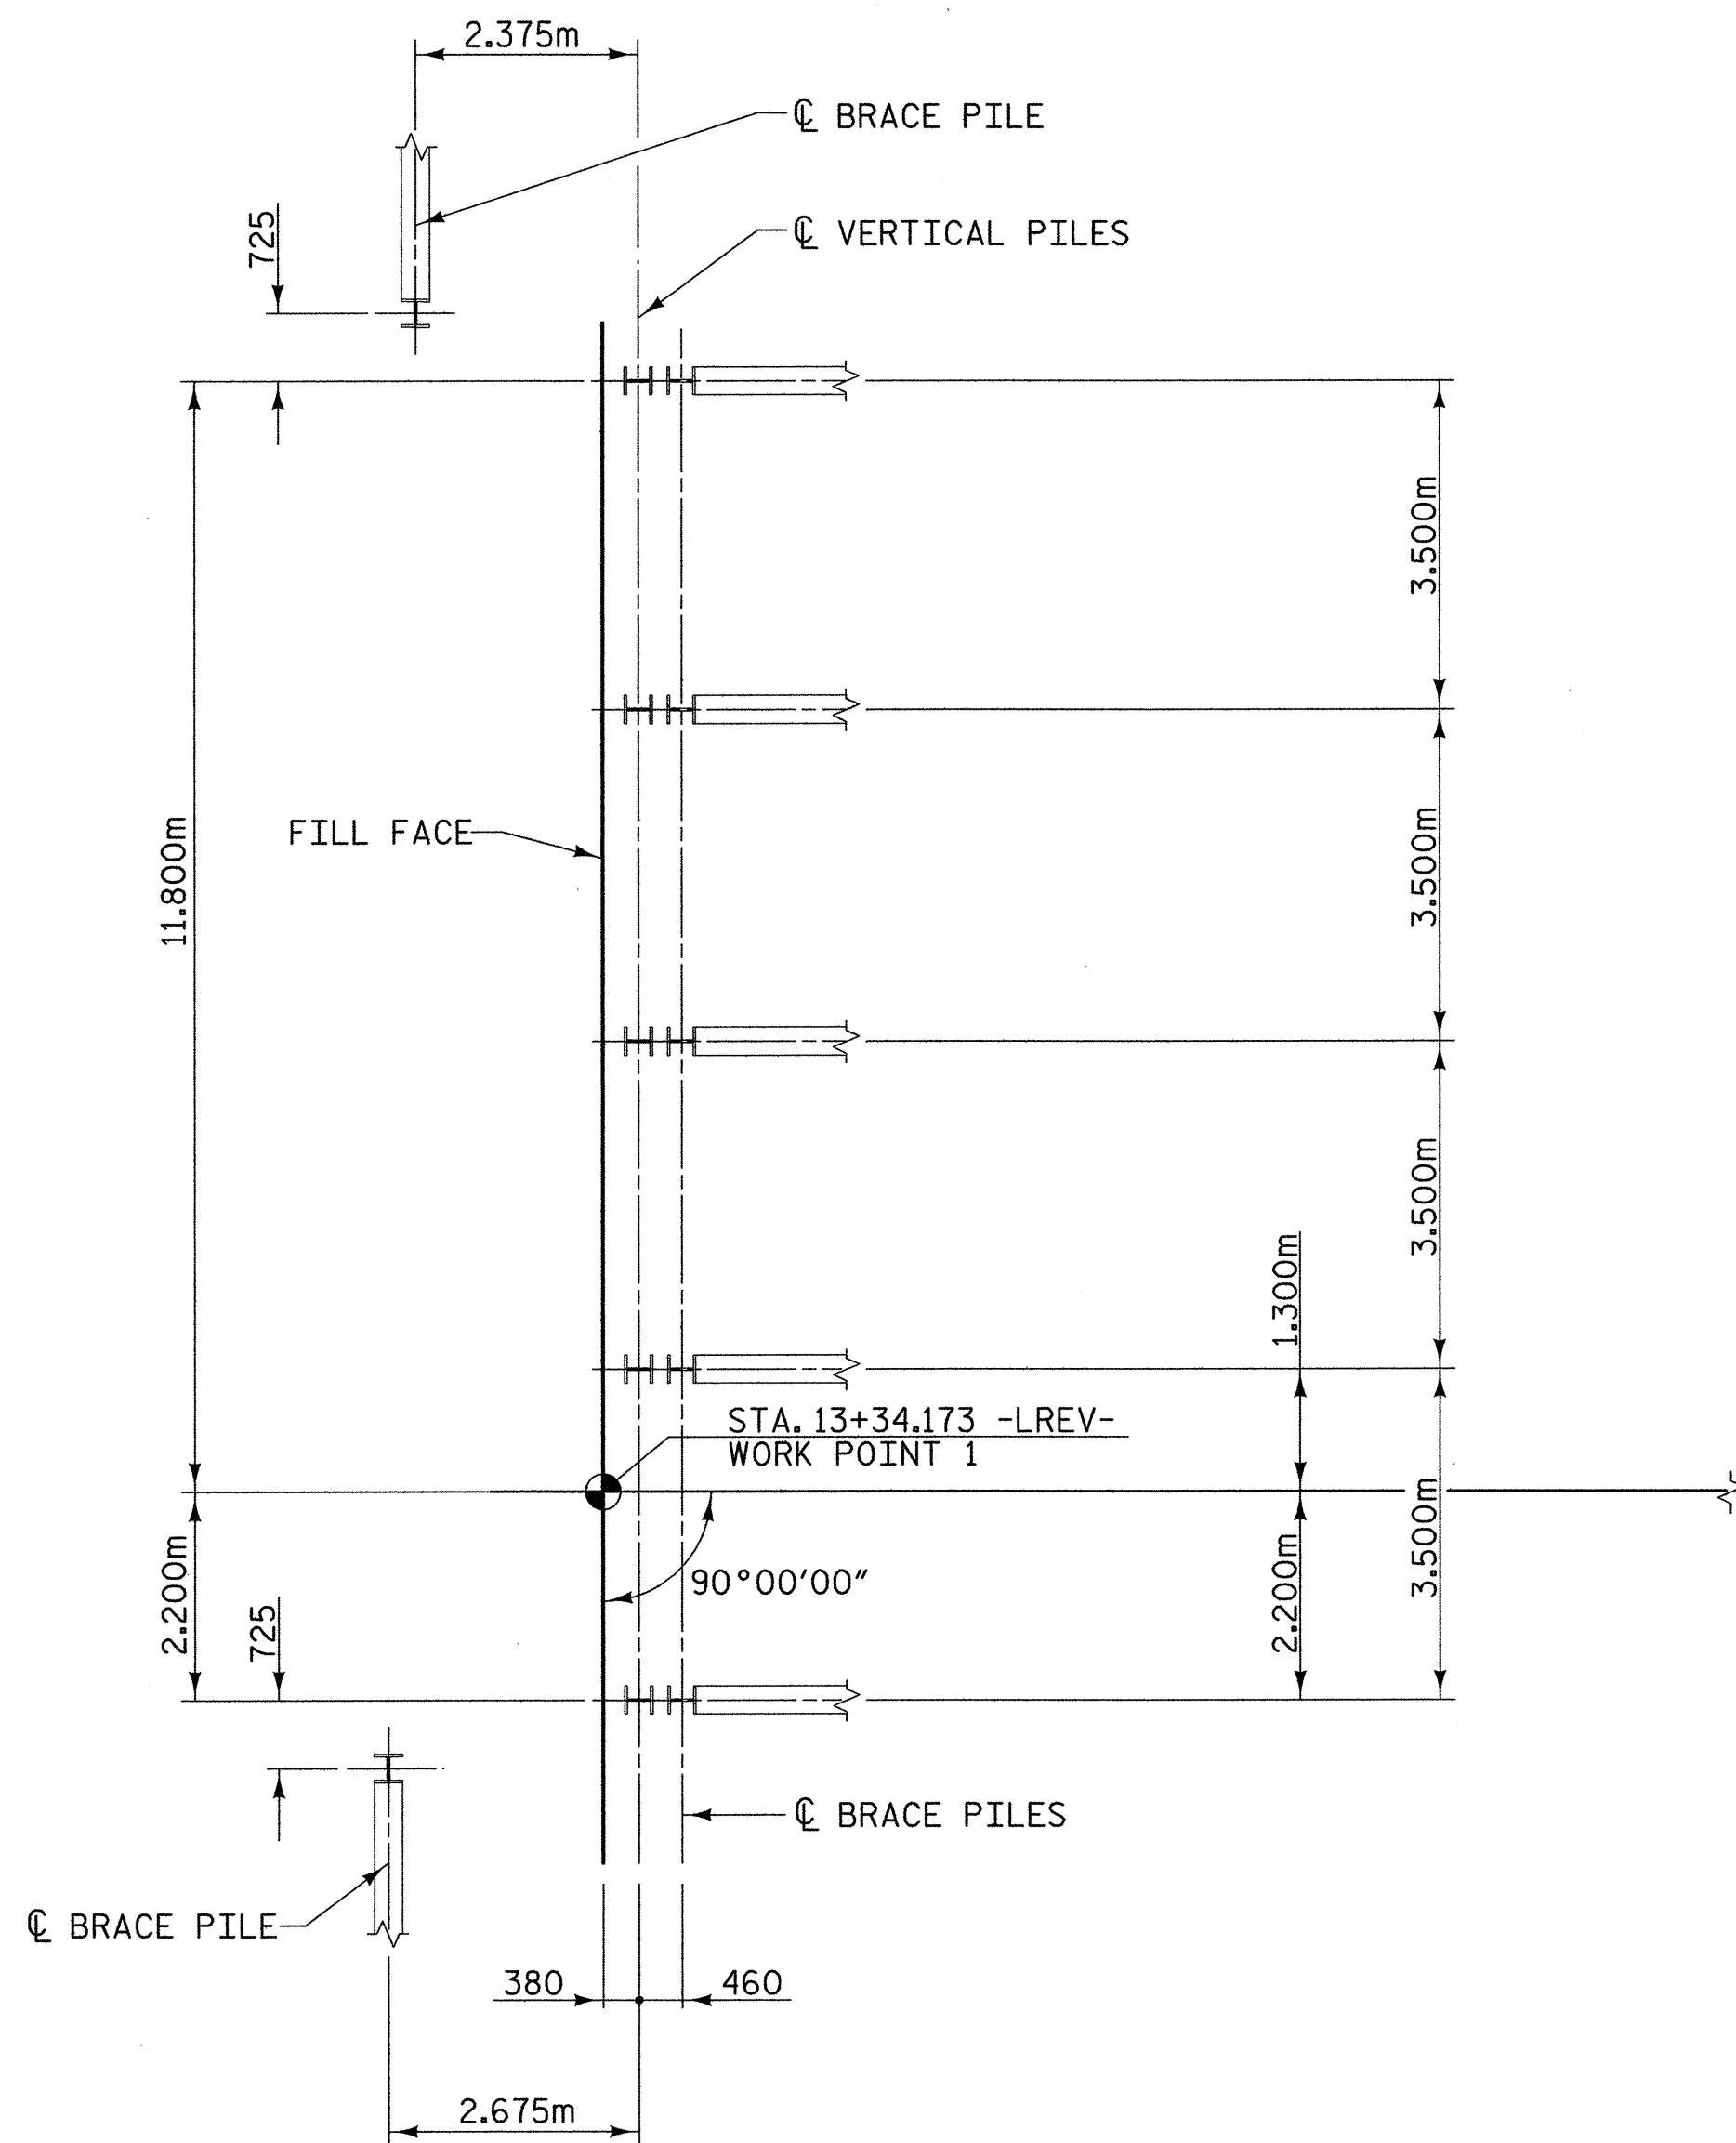 2.375m
℄ BRACE PILE
725
℄ VERTICAL PILES
3.500m
FILL FACE
11.800m
3.500m
3.500m
1.300m
STA. 13+34.173 -LREV-
WORK POINT 1
2.200m
725
90°00'00"
2.200m
3.500m
℄ BRACE PILES
℄ BRACE PILE
380
460
2.675m